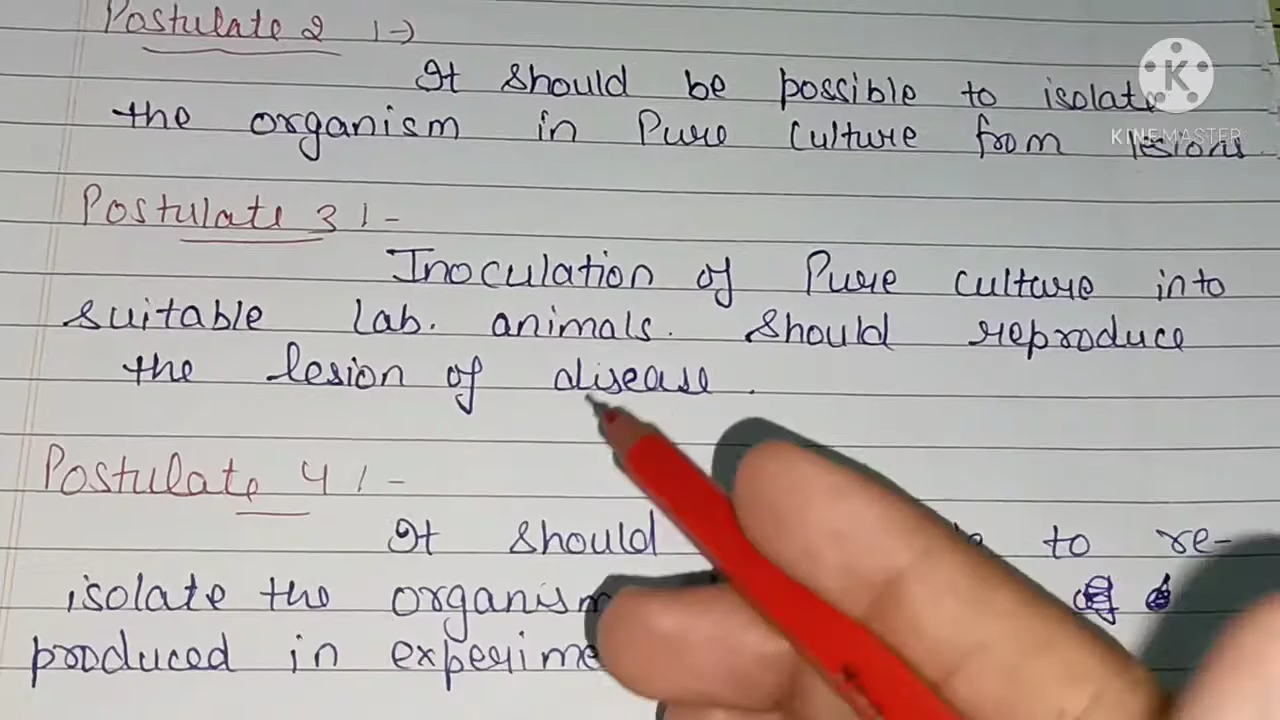 Postulate 2 :->
It should be possible to isolate
the organism in Pure culture from lesions
K
KINEMASTER
Postulate 3 :-
Inoculation of Pure culture into
suitable lab. animals. should reproduce
the lesion of disease.
Postulate 4 :-
It should to re-
isolate the organism
produced in